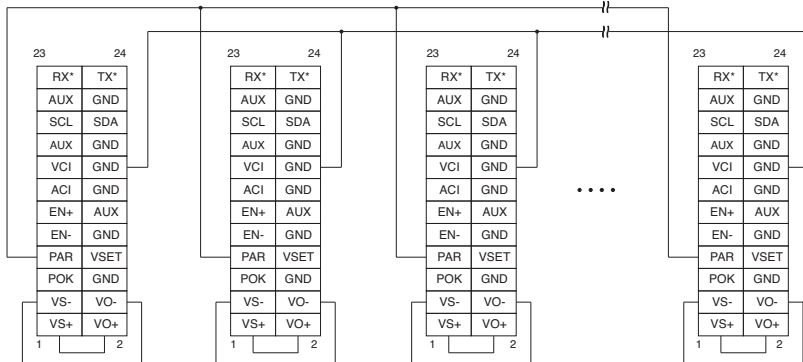 23 24 23 24 23 24 23 24
RX* TX* RX* TX* RX* TX* RX* TX*
AUX GND AUX GND AUX GND AUX GND
SCL SDA SCL SDA SCL SDA SCL SDA
AUX GND AUX GND AUX GND AUX GND
VCI GND VCI GND VCI GND VCI GND
ACI GND ACI GND ACI GND ACI GND
EN+ AUX EN+ AUX EN+ AUX EN+ AUX
EN- GND EN- GND EN- GND EN- GND
PAR VSET PAR VSET PAR VSET PAR VSET
POK GND POK GND POK GND POK GND
VS- VO- VS- VO- VS- VO- VS- VO-
VS+ VO+ VS+ VO+ VS+ VO+ VS+ VO+
1 2 1 2 1 2 1 2